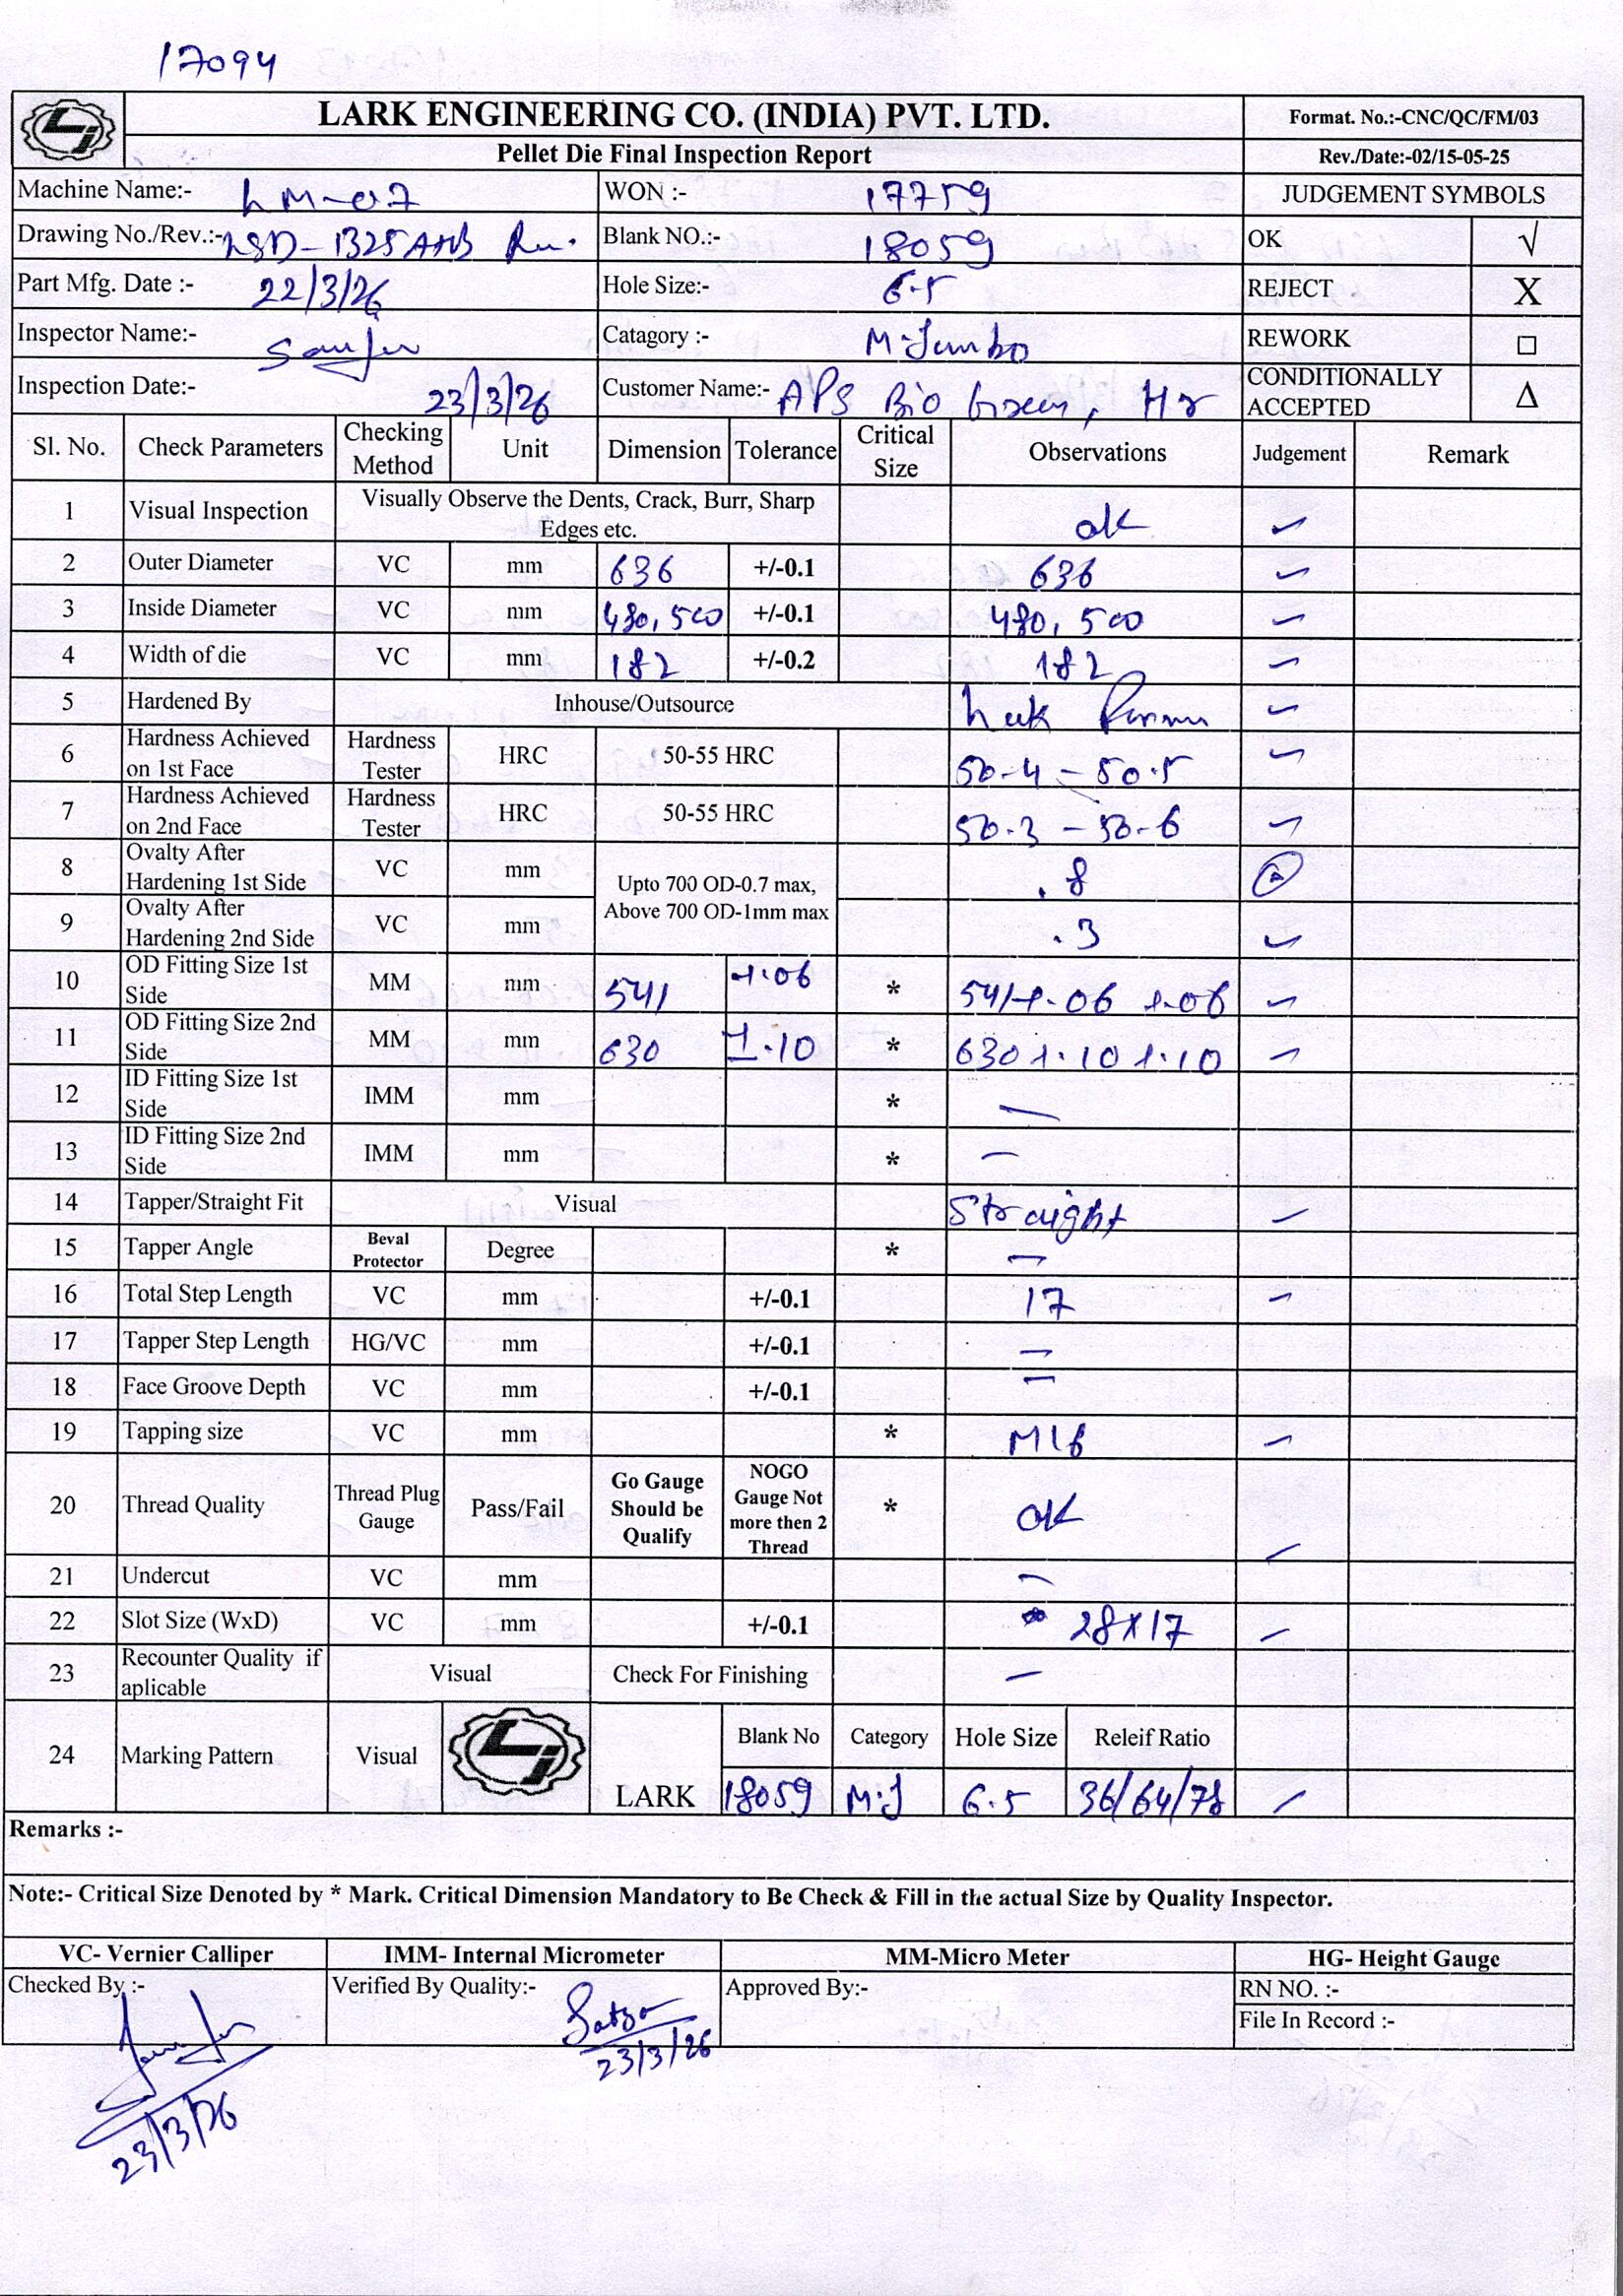 17094
LARK ENGINEERING CO. (INDIA) PVT. LTD. Format. No.:-CNC/QC/FM/03
Pellet Die Final Inspection Report Rev./Date:-02/15-05-25
Machine Name:- LM-07 WON :- 17759 JUDGEMENT SYMBOLS
Drawing No./Rev.:- Blank NO.:- 18059 OK √
Part Mfg. Date :- 22/3/26 Hole Size:- 6.5 REJECT X
Inspector Name:- Catagory :- M.Jumbo REWORK □
Inspection Date:- 23/3/26 Customer Name:- APS Bio Green, Hr CONDITIONALLY ACCEPTED Δ
Sl. No. Check Parameters Checking Method Unit Dimension Tolerance Critical Size Observations Judgement Remark
1 Visual Inspection Visually Observe the Dents, Crack, Burr, Sharp Edges etc. ok ✓
2 Outer Diameter VC mm 636 +/-0.1 636 ✓
3 Inside Diameter VC mm 480, 500 +/-0.1 480, 500 ✓
4 Width of die VC mm 182 +/-0.2 182 ✓
5 Hardened By Inhouse/Outsource ✓
6 Hardness Achieved on 1st Face Hardness Tester HRC 50-55 HRC 50.4 - 50.5 ✓
7 Hardness Achieved on 2nd Face Hardness Tester HRC 50-55 HRC 50.3 - 50.6 ✓
8 Ovalty After Hardening 1st Side VC mm Upto 700 OD-0.7 max, Above 700 OD-1mm max .8 Δ
9 Ovalty After Hardening 2nd Side VC mm .3 ✓
10 OD Fitting Size 1st Side MM mm 541 +.06 * 541+.06 +.06 ✓
11 OD Fitting Size 2nd Side MM mm 630 +.10 * 630+.10 +.10 ✓
12 ID Fitting Size 1st Side IMM mm * —
13 ID Fitting Size 2nd Side IMM mm * —
14 Tapper/Straight Fit Visual Straight ✓
15 Tapper Angle Beval Protector Degree * —
16 Total Step Length VC mm +/-0.1 17 ✓
17 Tapper Step Length HG/VC mm +/-0.1 —
18 Face Groove Depth VC mm +/-0.1 —
19 Tapping size VC mm * M16 ✓
20 Thread Quality Thread Plug Gauge Pass/Fail Go Gauge Should be Qualify NOGO Gauge Not more then 2 Thread * OK ✓
21 Undercut VC mm —
22 Slot Size (WxD) VC mm +/-0.1 28x17 ✓
23 Recounter Quality if aplicable Visual Check For Finishing —
24 Marking Pattern Visual LARK Blank No Category Hole Size Releif Ratio
18059 M.J 6.5 36/64/78 ✓
Remarks :-
Note:- Critical Size Denoted by * Mark. Critical Dimension Mandatory to Be Check & Fill in the actual Size by Quality Inspector.
VC- Vernier Calliper IMM- Internal Micrometer MM-Micro Meter HG- Height Gauge
Checked By :- Verified By Quality:- Approved By:- RN NO. :-
File In Record :-
23/3/26
23/3/26